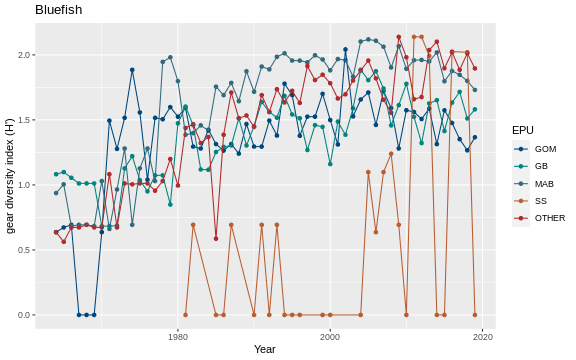 Bluefish
gear diversity index (H')
2.0
1.5
1.0
0.5
0.0
1980
2000
2020
Year
EPU
GOM
GB
MAB
SS
OTHER